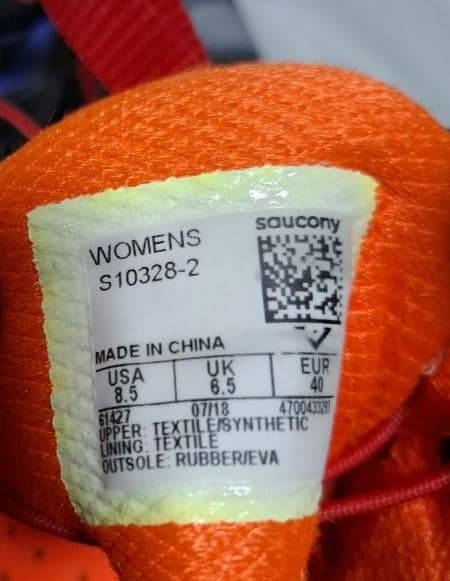 saucony
WOMENS
S10328-2
MADE IN CHINA
USA UK EUR
8.5 6.5 40
61427 07/18
UPPER: TEXTILE/SYNTHETIC
LINING: TEXTILE
OUTSOLE: RUBBER/EVA